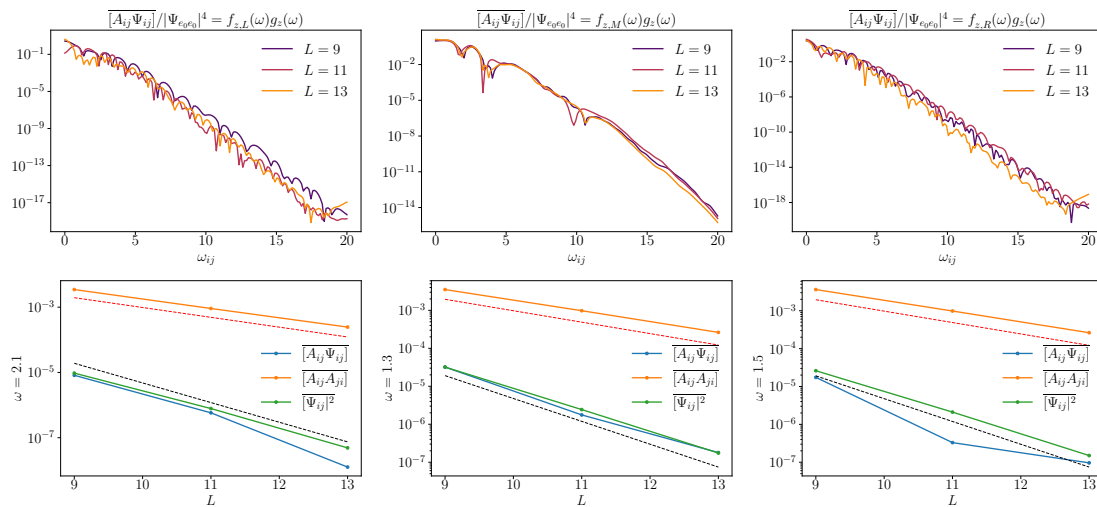 $\overline{[A_{ij}\Psi_{ij}]}/|\Psi_{e_0e_0}|^4 = f_{z,L}(\omega)g_z(\omega)$
10^{-1}
10^{-5}
10^{-9}
10^{-13}
10^{-17}
L = 9
L = 11
L = 13
0 5 10 15 20
ω_{ij}
$\overline{[A_{ij}\Psi_{ij}]}/|\Psi_{e_0e_0}|^4 = f_{z,M}(\omega)g_z(\omega)$
10^{-2}
10^{-5}
10^{-8}
10^{-11}
10^{-14}
L = 9
L = 11
L = 13
0 5 10 15 20
ω_{ij}
$\overline{[A_{ij}\Psi_{ij}]}/|\Psi_{e_0e_0}|^4 = f_{z,R}(\omega)g_z(\omega)$
10^{-2}
10^{-6}
10^{-10}
10^{-14}
10^{-18}
L = 9
L = 11
L = 13
0 5 10 15 20
ω_{ij}
ω = 2.1
10^{-3}
10^{-5}
10^{-7}
$\overline{[A_{ij}\Psi_{ij}]}$
$\overline{[A_{ij}A_{ji}]}$
$\overline{[\Psi_{ij}|^2}$
9 10 11 12 13
L
ω = 1.3
10^{-3}
10^{-4}
10^{-5}
10^{-6}
10^{-7}
$\overline{[A_{ij}\Psi_{ij}]}$
$\overline{[A_{ij}A_{ji}]}$
$\overline{[\Psi_{ij}|^2}$
9 10 11 12 13
L
ω = 1.5
10^{-3}
10^{-4}
10^{-5}
10^{-6}
10^{-7}
$\overline{[A_{ij}\Psi_{ij}]}$
$\overline{[A_{ij}A_{ji}]}$
$\overline{[\Psi_{ij}|^2}$
9 10 11 12 13
L